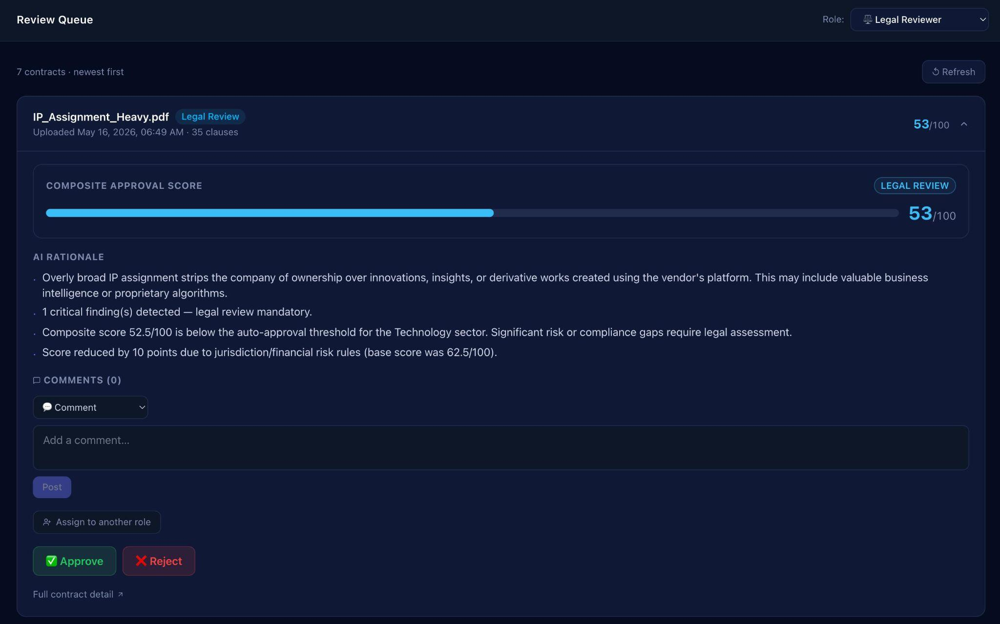 Review Queue
Role: ⚖️ Legal Reviewer
7 contracts · newest first
Refresh
IP_Assignment_Heavy.pdf Legal Review
Uploaded May 16, 2026, 06:49 AM · 35 clauses
53/100
COMPOSITE APPROVAL SCORE
LEGAL REVIEW
53/100
AI RATIONALE
· Overly broad IP assignment strips the company of ownership over innovations, insights, or derivative works created using the vendor's platform. This may include valuable business
intelligence or proprietary algorithms.
· 1 critical finding(s) detected — legal review mandatory.
· Composite score 52.5/100 is below the auto-approval threshold for the Technology sector. Significant risk or compliance gaps require legal assessment.
· Score reduced by 10 points due to jurisdiction/financial risk rules (base score was 62.5/100).
COMMENTS (0)
💬 Comment
Add a comment...
Post
Assign to another role
✅ Approve
❌ Reject
Full contract detail ↗